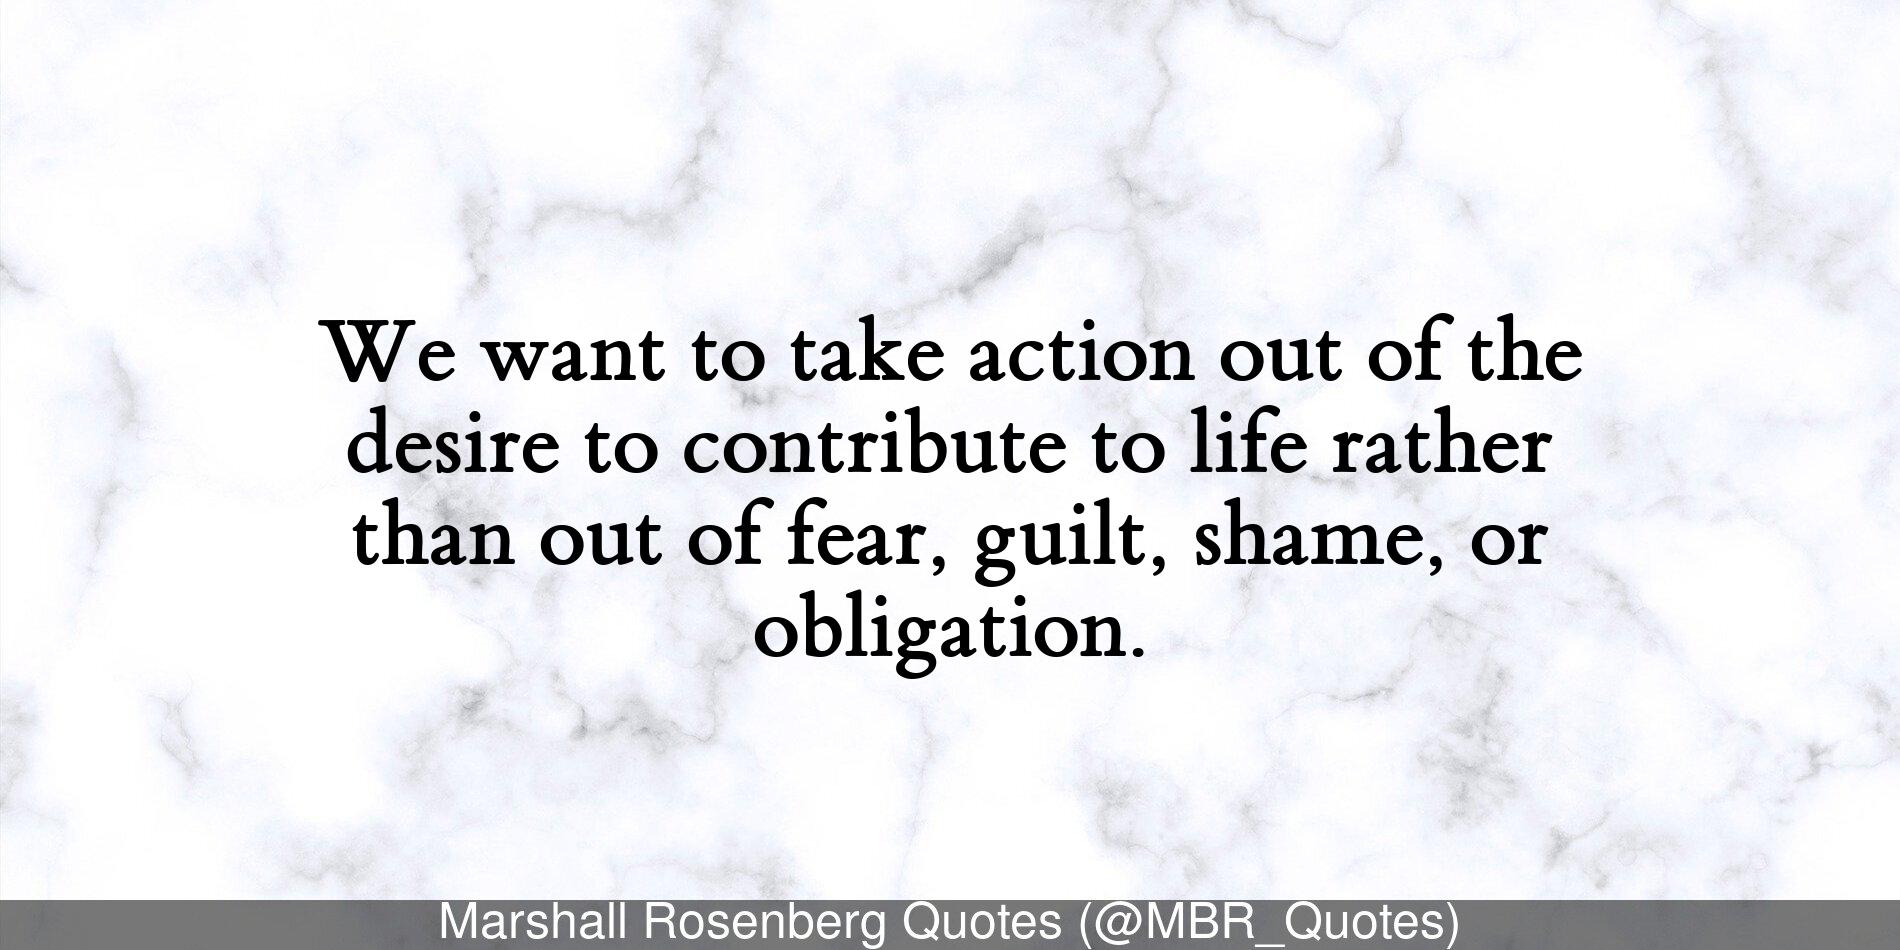 We want to take action out of the
desire to contribute to life rather
than out of fear, guilt, shame, or
obligation.
Marshall Rosenberg Quotes (@MBR_Quotes)